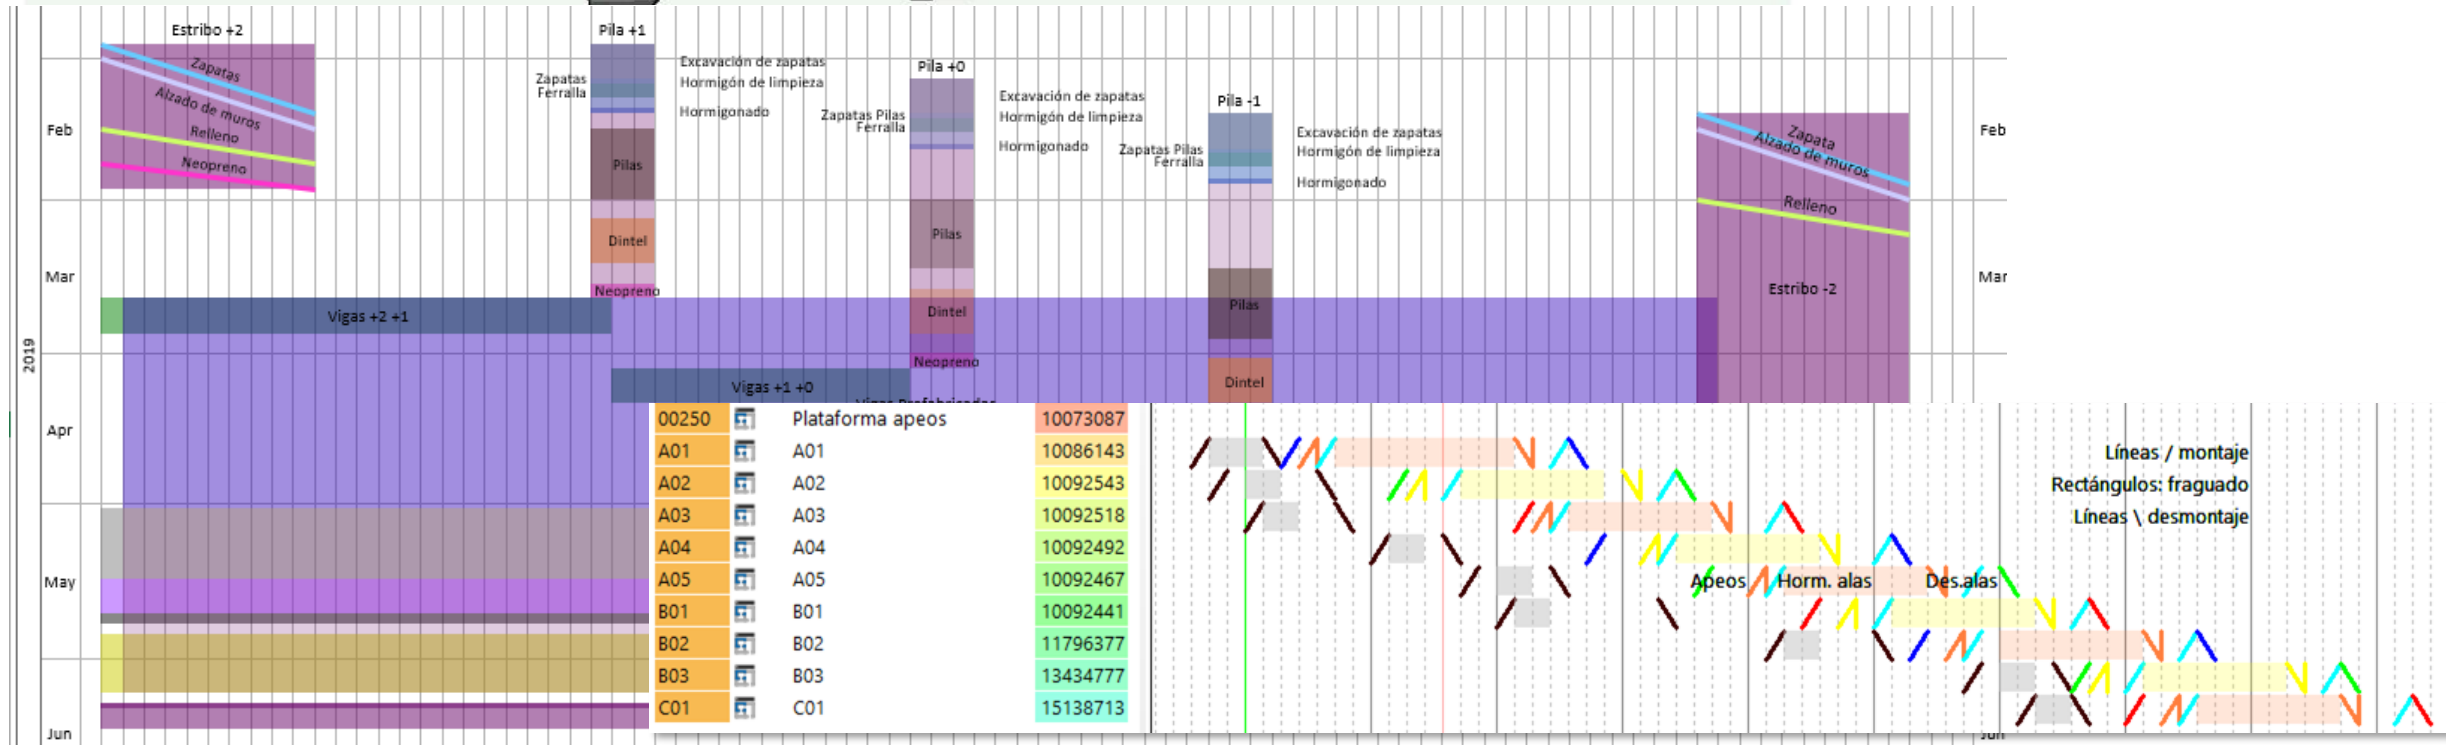 Estribo +2
Zapatas
Alzado de muros
Relleno
Neopreno
Pila +1
Zapatas
Ferralla
Excavación de zapatas
Hormigón de limpieza
Hormigonado
Pilas
Dintel
Neopreno
Pila +0
Zapatas Pilas
Ferralla
Excavación de zapatas
Hormigón de limpieza
Hormigonado
Pilas
Dintel
Neopreno
Pila -1
Zapatas Pilas
Ferralla
Excavación de zapatas
Hormigón de limpieza
Hormigonado
Pilas
Dintel
Zapata
Alzado de muros
Relleno
Estribo -2
Feb
Mar
Apr
May
Jun
2019
Feb
Mar
Jun
Vigas +2 +1
Vigas +1 +0
Vigas Prefabricadas
00250 Plataforma apeos 10073087
A01 A01 10086143
A02 A02 10092543
A03 A03 10092518
A04 A04 10092492
A05 A05 10092467
B01 B01 10092441
B02 B02 11796377
B03 B03 13434777
C01 C01 15138713
Líneas / montaje
Rectángulos: fraguado
Líneas \ desmontaje
Apeos Horm. alas Des.alas